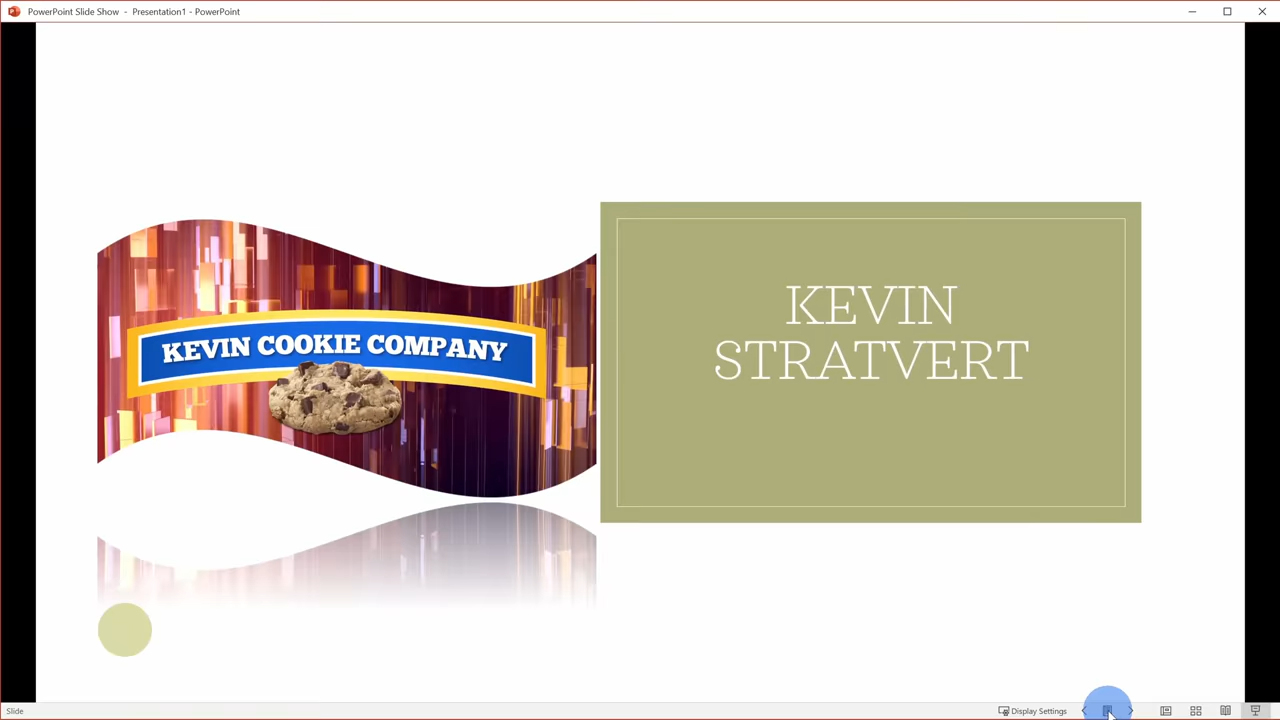 PowerPoint Slide Show - Presentation1 - PowerPoint
KEVIN COOKIE COMPANY
KEVIN
STRATVERT
Slide
Display Settings